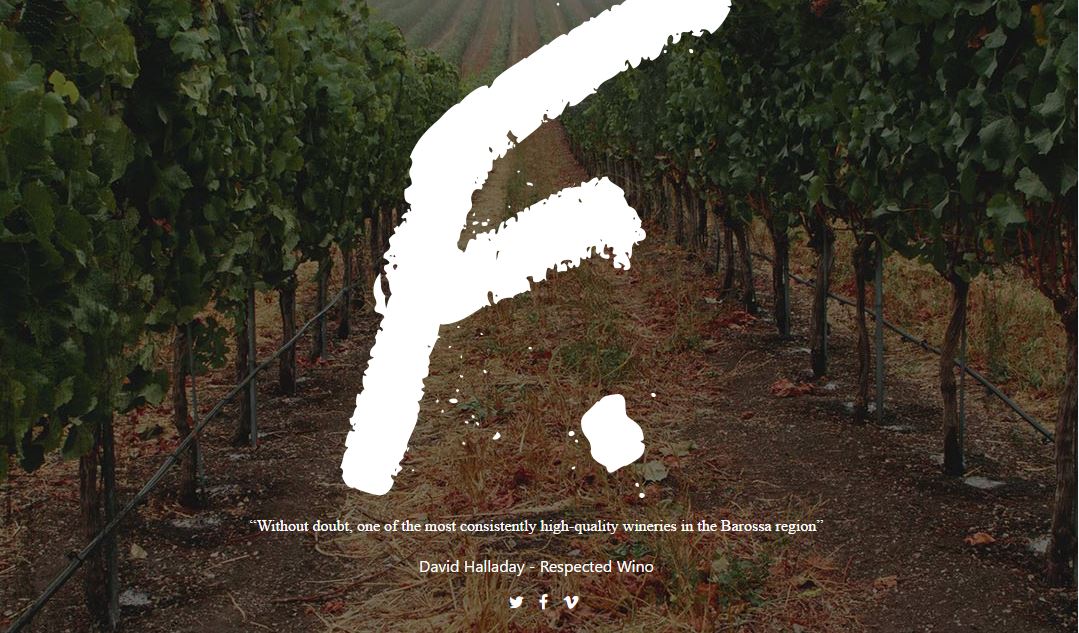 “Without doubt, one of the most consistently high-quality wineries in the Barossa region”
David Halladay - Respected Wino